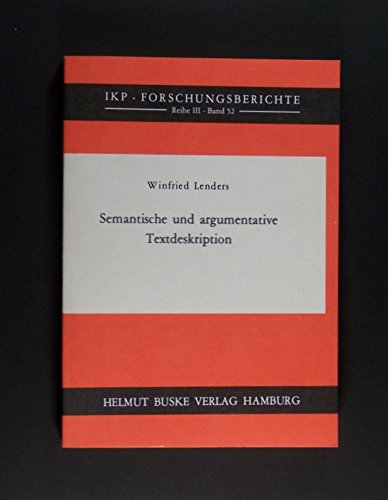 IKP - FORSCHUNGSBERICHTE
Reihe III - Band 52
Winfried Lenders
Semantische und argumentative
Textdeskription
HELMUT BUSKE VERLAG HAMBURG